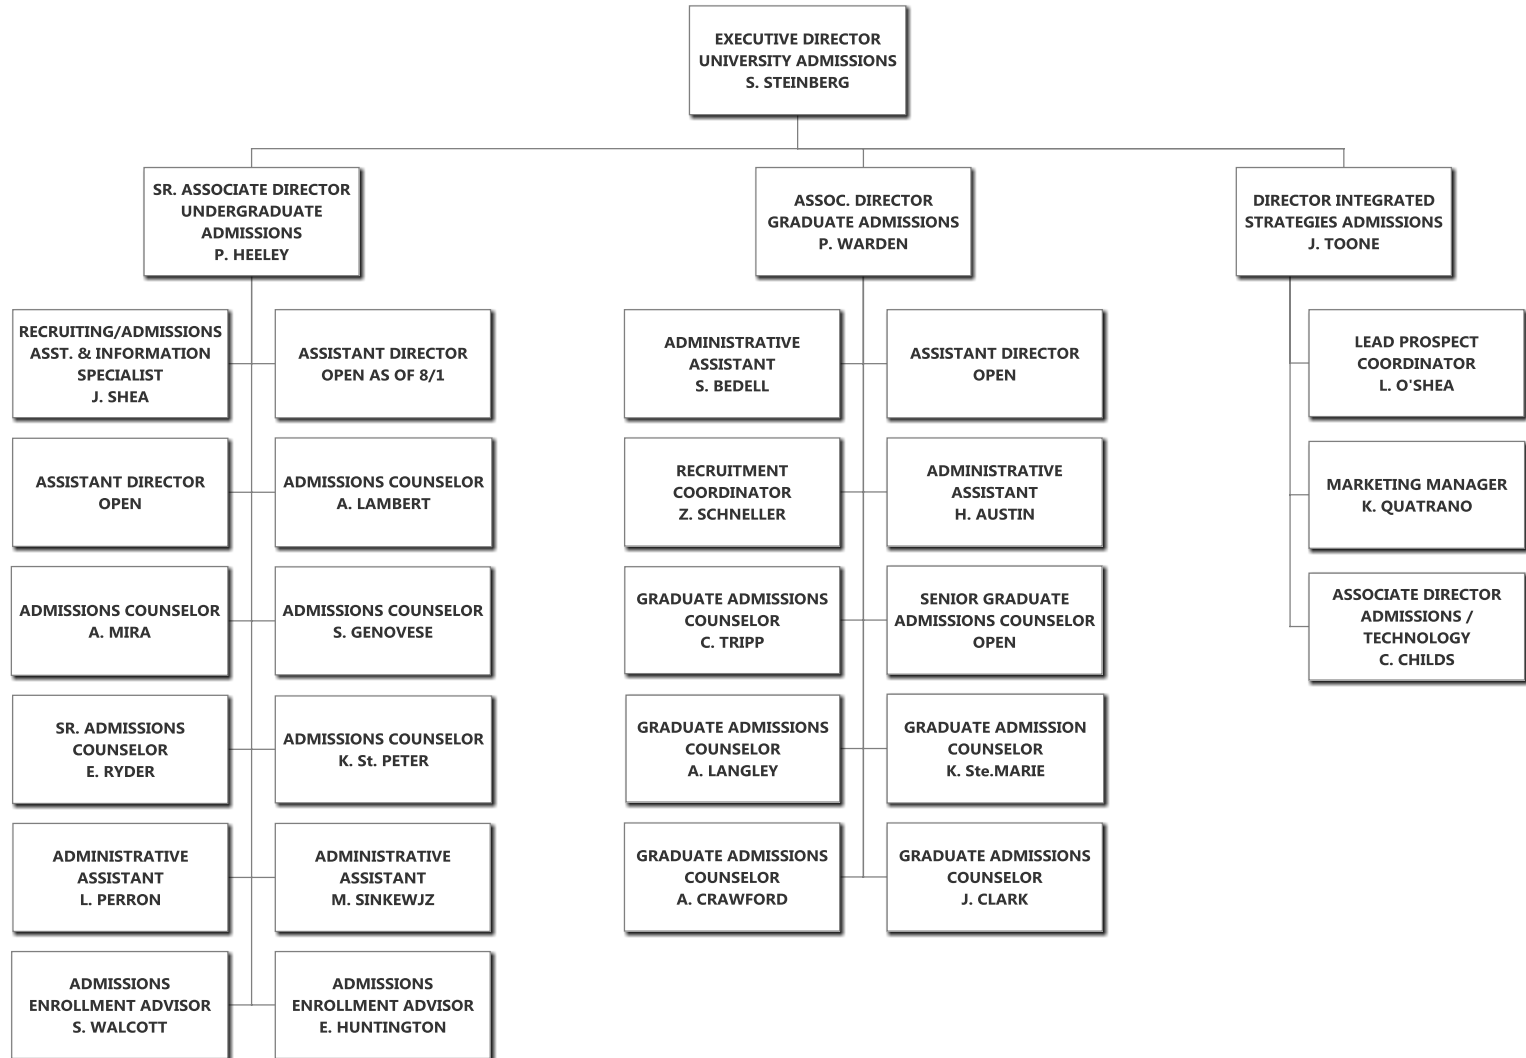 EXECUTIVE DIRECTOR
UNIVERSITY ADMISSIONS
S. STEINBERG
SR. ASSOCIATE DIRECTOR
UNDERGRADUATE
ADMISSIONS
P. HEELEY
ASSOC. DIRECTOR
GRADUATE ADMISSIONS
P. WARDEN
DIRECTOR INTEGRATED
STRATEGIES ADMISSIONS
J. TOONE
RECRUITING/ADMISSIONS
ASST. & INFORMATION
SPECIALIST
J. SHEA
ASSISTANT DIRECTOR
OPEN AS OF 8/1
ASSISTANT DIRECTOR
OPEN
ADMISSIONS COUNSELOR
A. LAMBERT
ADMISSIONS COUNSELOR
A. MIRA
ADMISSIONS COUNSELOR
S. GENOVESE
SR. ADMISSIONS
COUNSELOR
E. RYDER
ADMISSIONS COUNSELOR
K. St. PETER
ADMINISTRATIVE
ASSISTANT
L. PERRON
ADMINISTRATIVE
ASSISTANT
M. SINKEWJZ
ADMISSIONS
ENROLLMENT ADVISOR
S. WALCOTT
ADMISSIONS
ENROLLMENT ADVISOR
E. HUNTINGTON
ADMINISTRATIVE
ASSISTANT
S. BEDELL
ASSISTANT DIRECTOR
OPEN
RECRUITMENT
COORDINATOR
Z. SCHNELLER
ADMINISTRATIVE
ASSISTANT
H. AUSTIN
GRADUATE ADMISSIONS
COUNSELOR
C. TRIPP
SENIOR GRADUATE
ADMISSIONS COUNSELOR
OPEN
GRADUATE ADMISSIONS
COUNSELOR
A. LANGLEY
GRADUATE ADMISSION
COUNSELOR
K. Ste.MARIE
GRADUATE ADMISSIONS
COUNSELOR
A. CRAWFORD
GRADUATE ADMISSIONS
COUNSELOR
J. CLARK
LEAD PROSPECT
COORDINATOR
L. O'SHEA
MARKETING MANAGER
K. QUATRANO
ASSOCIATE DIRECTOR
ADMISSIONS /
TECHNOLOGY
C. CHILDS